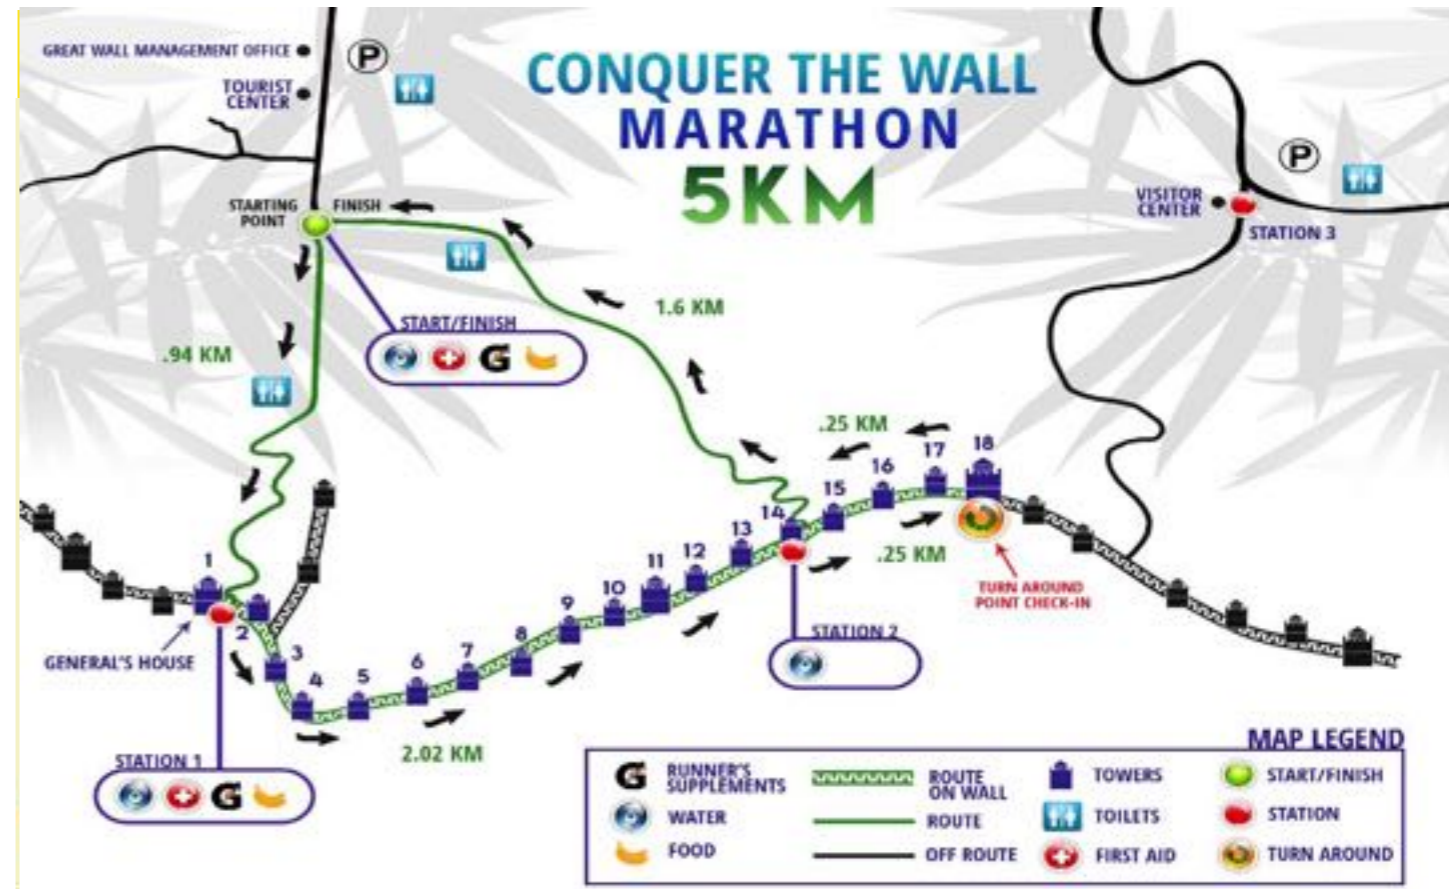 CONQUER THE WALL
MARATHON
5KM
GREAT WALL MANAGEMENT OFFICE
P
TOURIST
CENTER
STARTING
POINT
FINISH
START/FINISH
G
.94 KM
1.6 KM
P
VISITOR
CENTER
STATION 3
.25 KM
.25 KM
TURN AROUND
POINT CHECK-IN
1
2
3
4
5
6
7
8
9
10
11
12
13
14
15
16
17
18
GENERAL'S HOUSE
STATION 1
G
STATION 2
2.02 KM
MAP LEGEND
G
RUNNER'S
SUPPLEMENTS
WATER
FOOD
ROUTE
ON WALL
ROUTE
OFF ROUTE
TOWERS
TOILETS
FIRST AID
START/FINISH
STATION
TURN AROUND